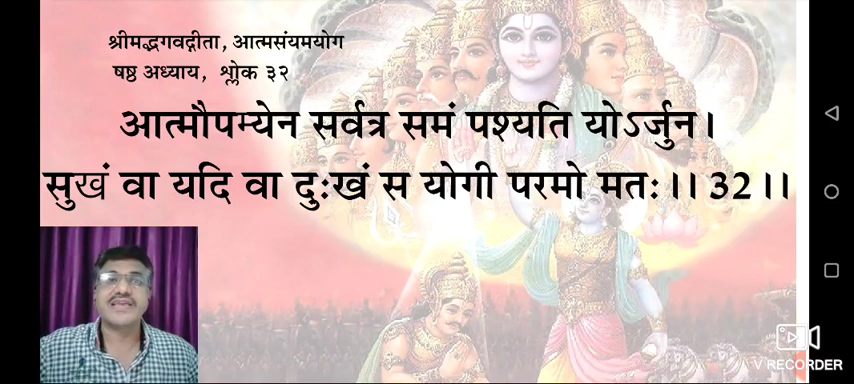 श्रीमद्भगवद्गीता, आत्मसंयमयोग
षष्ठ अध्याय, श्लोक ३२
आत्मौपम्येन सर्वत्र समं पश्यति योऽर्जुन।
सुखं वा यदि वा दुःखं स योगी परमो मतः।। 32।।
V RECORDER